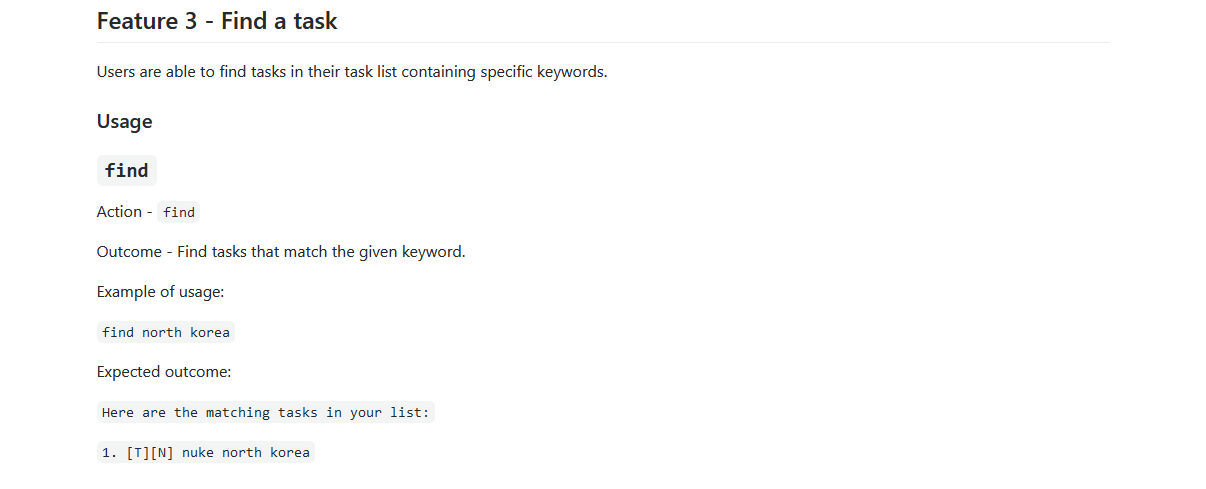 Feature 3 - Find a task
Users are able to find tasks in their task list containing specific keywords.
Usage
find
Action - find
Outcome - Find tasks that match the given keyword.
Example of usage:
find north korea
Expected outcome:
Here are the matching tasks in your list:
1. [T][N] nuke north korea